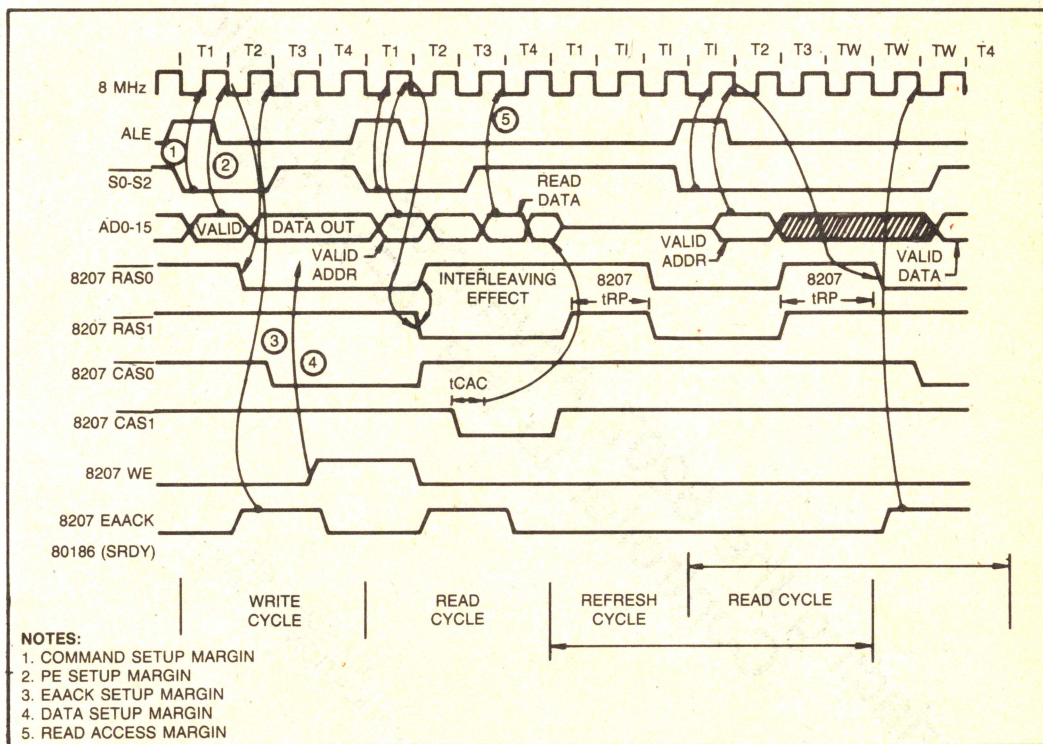 T1 T2 T3 T4 T1 T2 T3 T4 T1 TI TI TI T2 T3 TW TW TW T4
8 MHz
ALE
5
1
2
S0-S2
READ
DATA
AD0-15
VALID
DATA OUT
VALID
ADDR
VALID
ADDR
VALID
DATA
8207 RAS0
INTERLEAVING
EFFECT
8207
tRP
8207
tRP
8207 RAS1
3
4
8207 CAS0
tCAC
8207 CAS1
8207 WE
8207 EAACK
80186 (SRDY)
WRITE
CYCLE
READ
CYCLE
REFRESH
CYCLE
READ CYCLE
NOTES:
1. COMMAND SETUP MARGIN
2. PE SETUP MARGIN
3. EAACK SETUP MARGIN
4. DATA SETUP MARGIN
5. READ ACCESS MARGIN